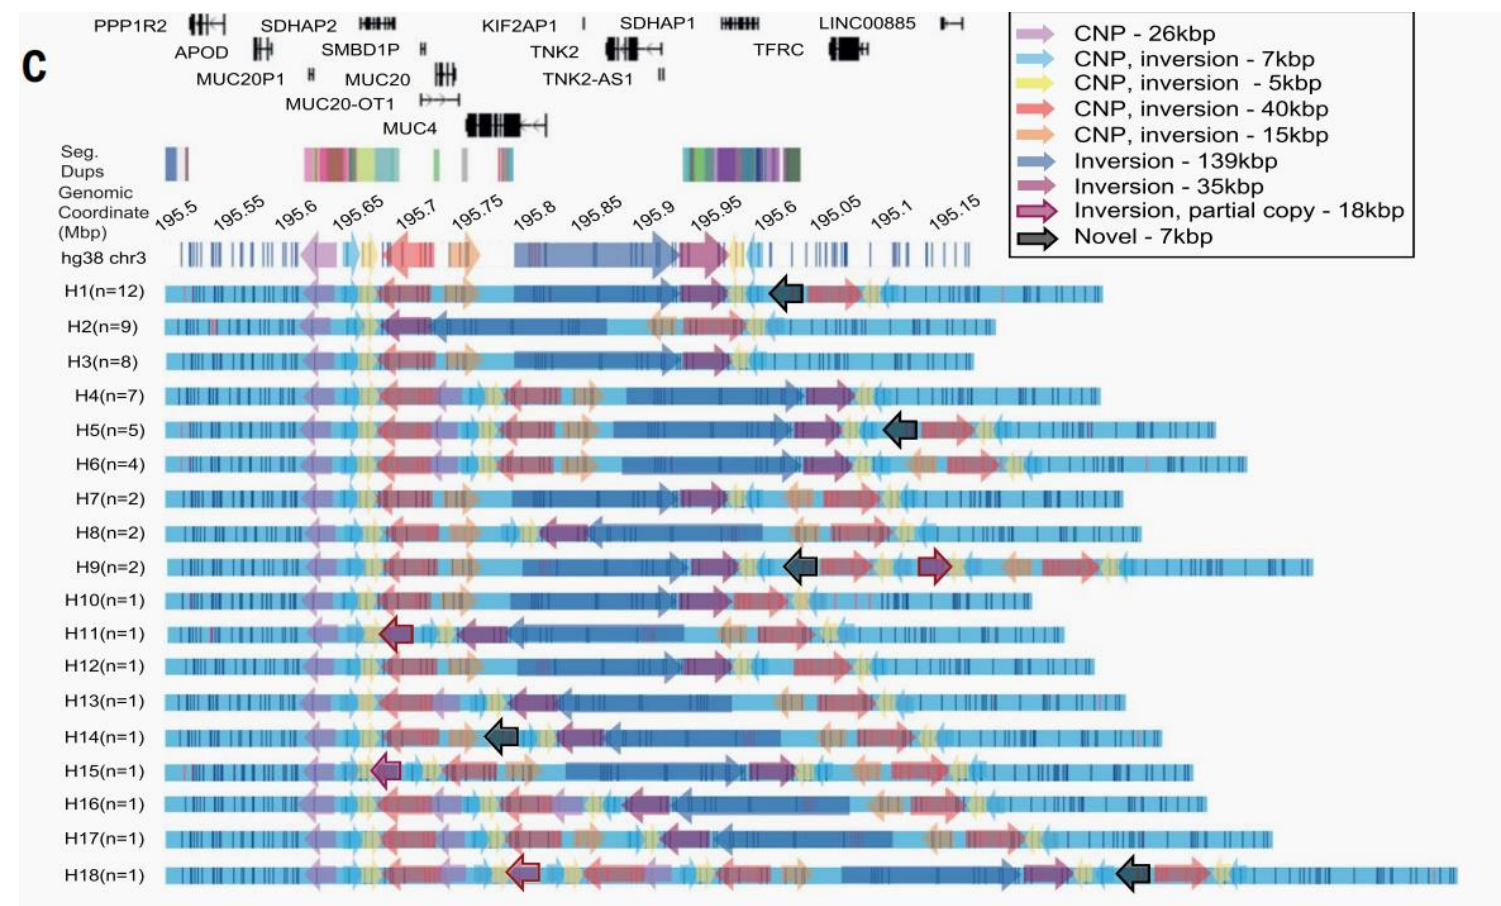 PPP1R2 SDHAP2 KIF2AP1 SDHAP1 LINC00885
APOD SMBD1P TNK2 TFRC
MUC20P1 MUC20 TNK2-AS1
MUC20-OT1
MUC4
C
CNP - 26kbp
CNP, inversion - 7kbp
CNP, inversion - 5kbp
CNP, inversion - 40kbp
CNP, inversion - 15kbp
Inversion - 139kbp
Inversion - 35kbp
Inversion, partial copy - 18kbp
Novel - 7kbp
Seg.
Dups
Genomic
Coordinate
(Mbp)
195.5 195.55 195.6 195.65 195.7 195.75 195.8 195.85 195.9 195.95 195.6 195.05 195.1 195.15
hg38 chr3
H1(n=12)
H2(n=9)
H3(n=8)
H4(n=7)
H5(n=5)
H6(n=4)
H7(n=2)
H8(n=2)
H9(n=2)
H10(n=1)
H11(n=1)
H12(n=1)
H13(n=1)
H14(n=1)
H15(n=1)
H16(n=1)
H17(n=1)
H18(n=1)